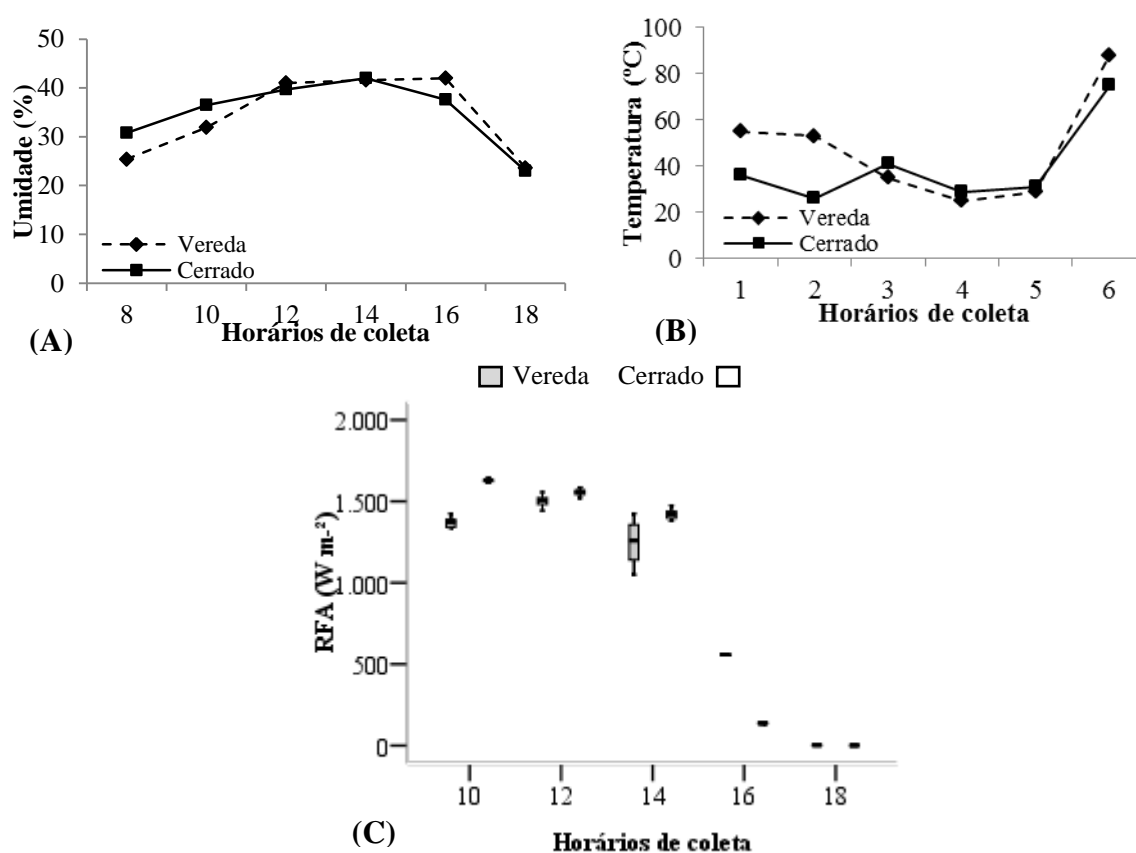 Umidade (%)
50
40
30
20
10
0
Vereda
Cerrado
8 10 12 14 16 18
Horários de coleta
(A)
Temperatura (ºC)
100
80
60
40
20
0
Vereda
Cerrado
1 2 3 4 5 6
Horários de coleta
(B)
Vereda Cerrado
RFA (W m-²)
2.000
1.500
1.000
500
0
10 12 14 16 18
Horários de coleta
(C)